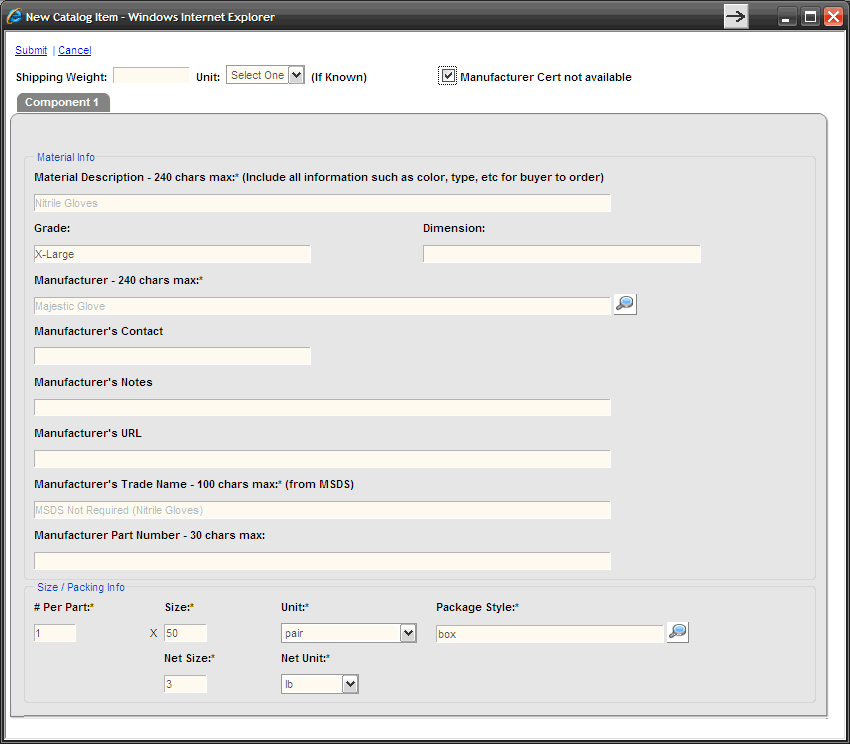 New Catalog Item - Windows Internet Explorer
Submit | Cancel
Shipping Weight: Unit: Select One (If Known) Manufacturer Cert not available
Component 1
Material Info
Material Description - 240 chars max:* (Include all information such as color, type, etc for buyer to order)
Nitrile Gloves
Grade: Dimension:
X-Large
Manufacturer - 240 chars max:*
Majestic Glove
Manufacturer's Contact
Manufacturer's Notes
Manufacturer's URL
Manufacturer's Trade Name - 100 chars max:* (from MSDS)
MSDS Not Required (Nitrile Gloves)
Manufacturer Part Number - 30 chars max:
Size / Packing Info
# Per Part:* Size:* Unit:* Package Style:*
1 X 50 pair box
Net Size:* Net Unit:*
3 lb